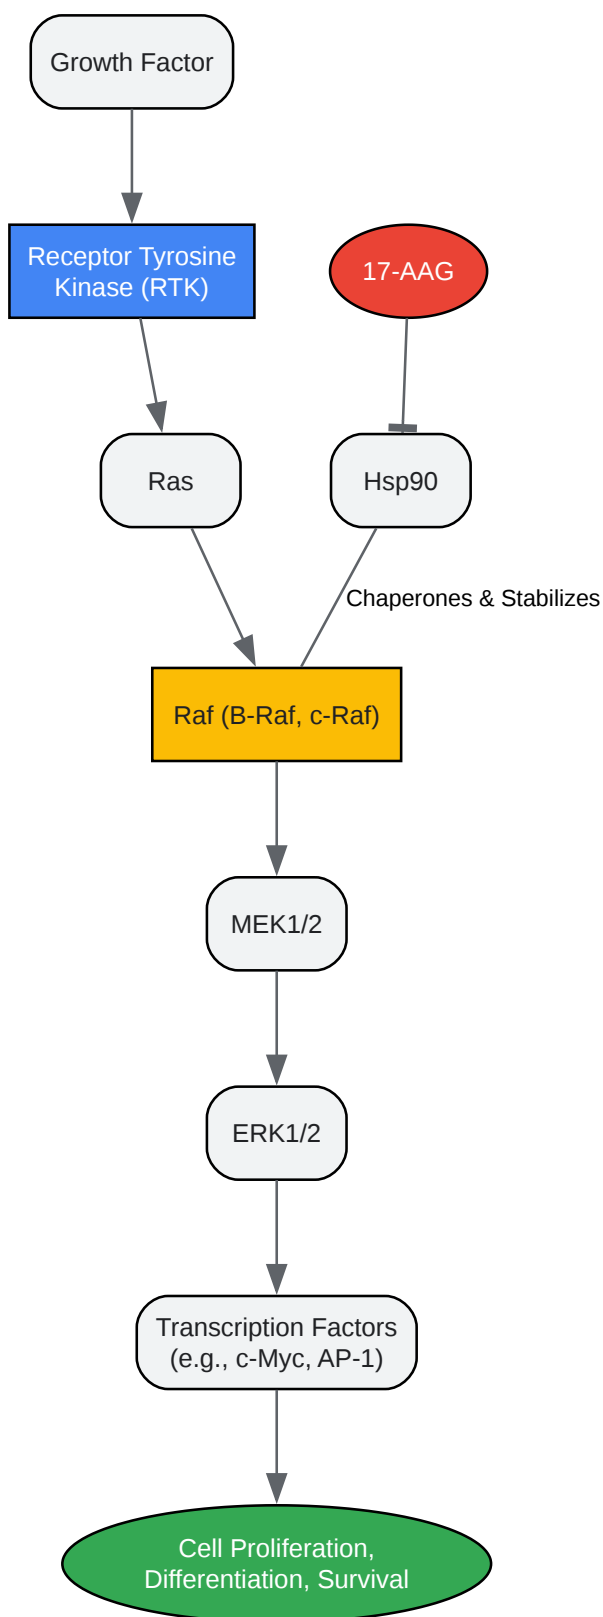 Growth Factor
Receptor Tyrosine
Kinase (RTK)
17-AAG
Ras
Hsp90
Chaperones & Stabilizes
Raf (B-Raf, c-Raf)
MEK1/2
ERK1/2
Transcription Factors
(e.g., c-Myc, AP-1)
Cell Proliferation,
Differentiation, Survival